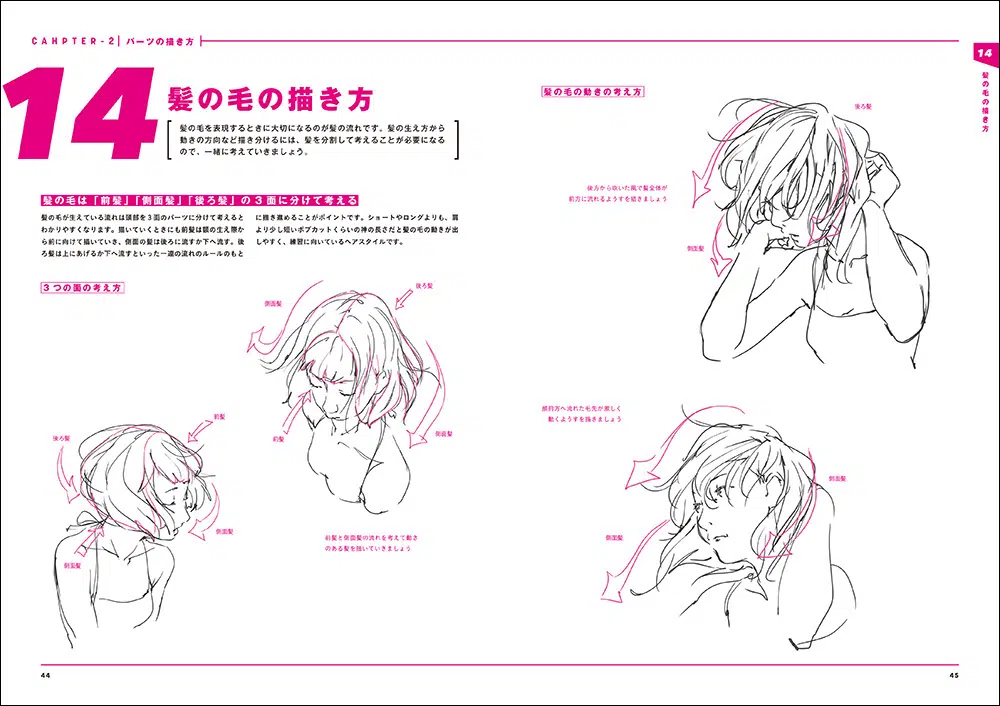 CAHPTER-2 | パーツの描き方
14
髪の毛の描き方
髪の毛を表現するときに大切になるのが髪の流れです。髪の生え方から
動きの方向など描き分けるには、髪を分割して考えることが必要になる
ので、一緒に考えていきましょう。
髪の毛は「前髪」「側面髪」「後ろ髪」の3面に分けて考える
髪の毛が生えている流れは頭部を3面のパーツに分けて考えると
わかりやすくなります。描いていくときにも前髪は額の生え際か
ら前に向けて描いていき、側面の髪は後ろに流すか下へ流す。後
ろ髪は上にあげるか下へ流すといった一連の流れのルールのもと
に描き進めることがポイントです。ショートやロングよりも、肩
より少し短いボブカットくらいの神の長さだと髪の毛の動きが出
しやすく、練習に向いているヘアスタイルです。
3つの面の考え方
側面髪
後ろ髪
前髪
側面髪
後ろ髪
前髪
側面髪
側面髪
前髪と側面髪の流れを考えて動き
のある髪を描いていきましょう
44
髪の毛の動きの考え方
後ろ髪
後方から吹いた風で髪全体が
前方に流れるようすを描きましょう
側面髪
顔前方へ流れた毛先が激しく
動くようすを描きましょう
側面髪
側面髪
14
髪の毛の描き方
45